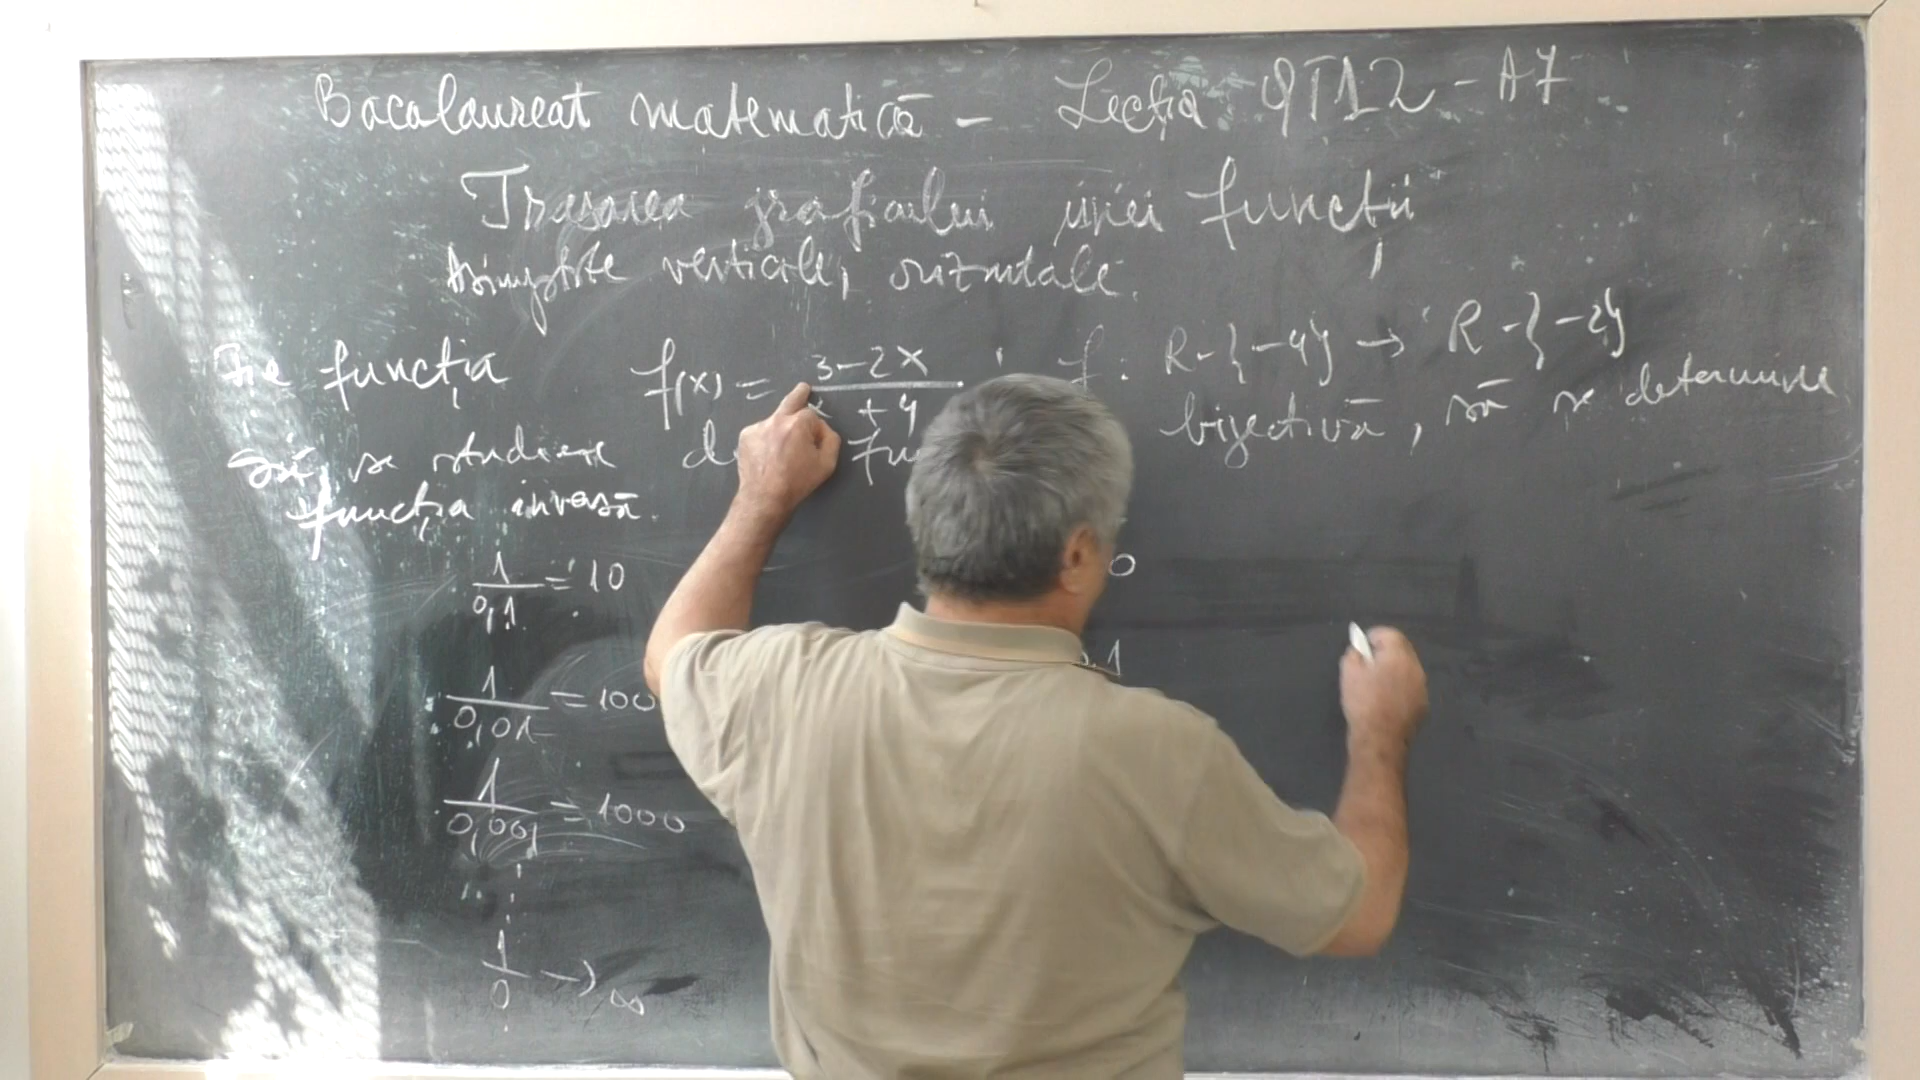 Bacalaureat matematică - Lecția QT12 - A7
Trasarea graficului unei funcții
Asimptote verticale, orizontale.
Fie funcția f(x) = 3-2x / x+4 f: R-{-4} → R-{-2}
Să se studieze bijectivă, să se determine
funcția inversă.
1/0,1 = 10
1/0,01 = 100
1/0,001 = 1000
1/0 → ∞